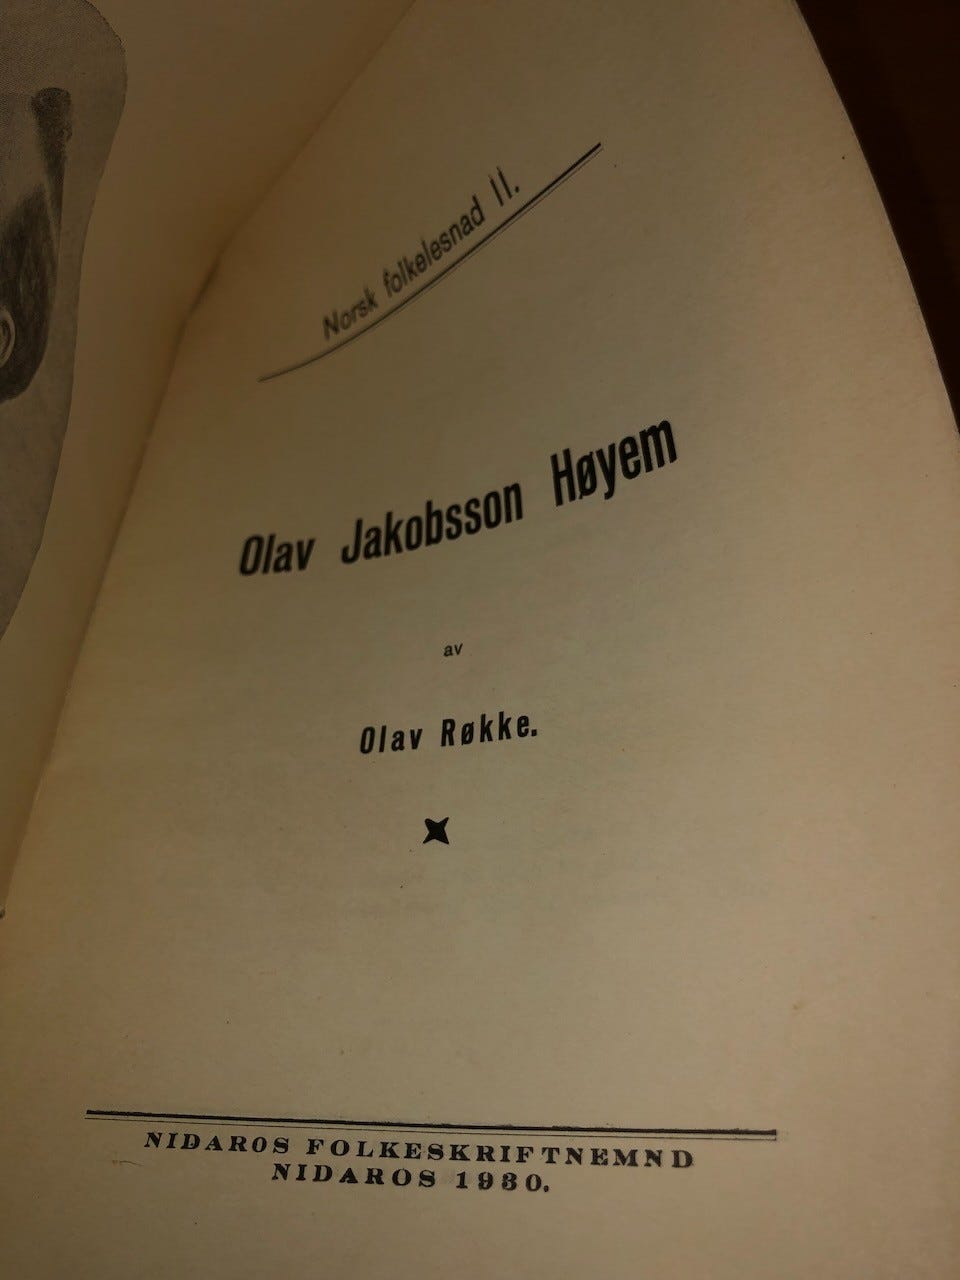 Norsk folkelesnad II.
Olav Jakobsson Høyem
av
Olav Røkke.
NIDAROS FOLKESKRIFTNEMND
NIDAROS 1930.